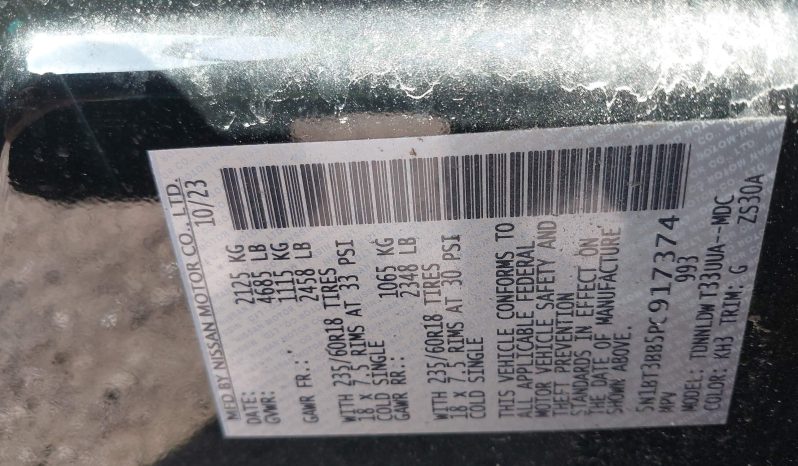 MFD BY NISSAN MOTOR CO., LTD.
DATE: 10/23
GVWR: 2125 KG
4685 LB
GAWR FR.: 1115 KG
2458 LB
WITH 235/60R18 TIRES
18 x 7.5 RIMS AT 33 PSI
COLD SINGLE 1065 KG
GAWR RR.: 2348 LB
WITH 235/60R18 TIRES
18 x 7.5 RIMS AT 30 PSI
COLD SINGLE
THIS VEHICLE CONFORMS TO
ALL APPLICABLE FEDERAL
MOTOR VEHICLE SAFETY AND
THEFT PREVENTION
STANDARDS IN EFFECT ON
THE DATE OF MANUFACTURE
SHOWN ABOVE.
5N1BT3BB5PC917374
MPV 993
MODEL: TDNNLDW T33UUA--MDC
KH3 TRIM: G ZS30A